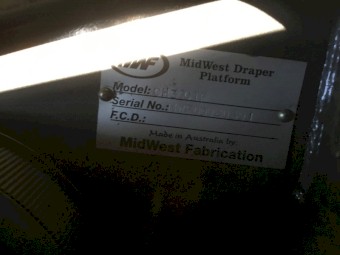 MWF
MidWest Draper
Platform
Model:
Serial No.:
F.C.D.:
Made in Australia by:
MidWest Fabrication